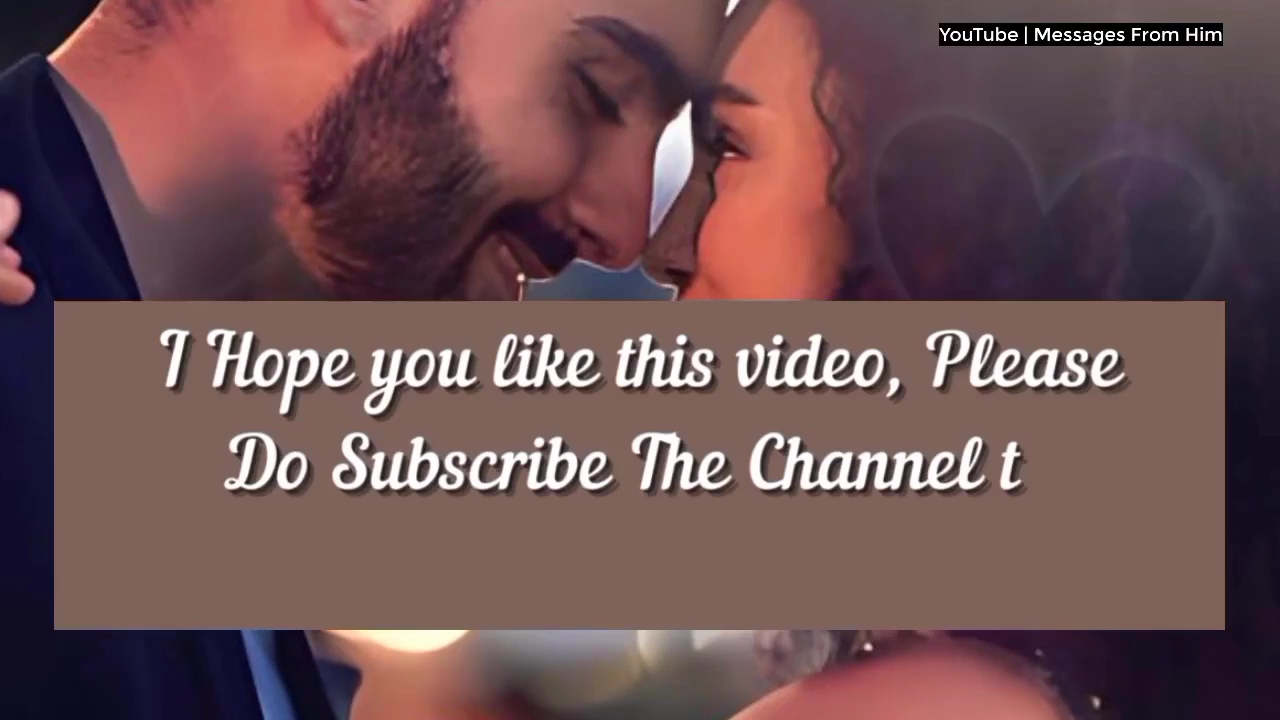 YouTube | Messages From Him
I Hope you like this video, Please
Do Subscribe The Channel t